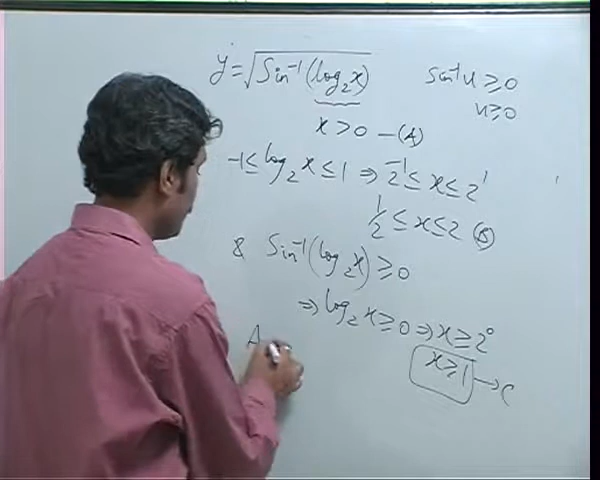 y = √Sin⁻¹(log₂x)
Sin⁻¹u ≥ 0
u ≥ 0
x > 0 — (A)
-1 ≤ log₂x ≤ 1 ⇒ 2⁻¹ ≤ x ≤ 2¹
1/2 ≤ x ≤ 2 (B)
& Sin⁻¹(log₂x) ≥ 0
⇒ log₂x ≥ 0 ⇒ x ≥ 2⁰
x ≥ 1 → C
A